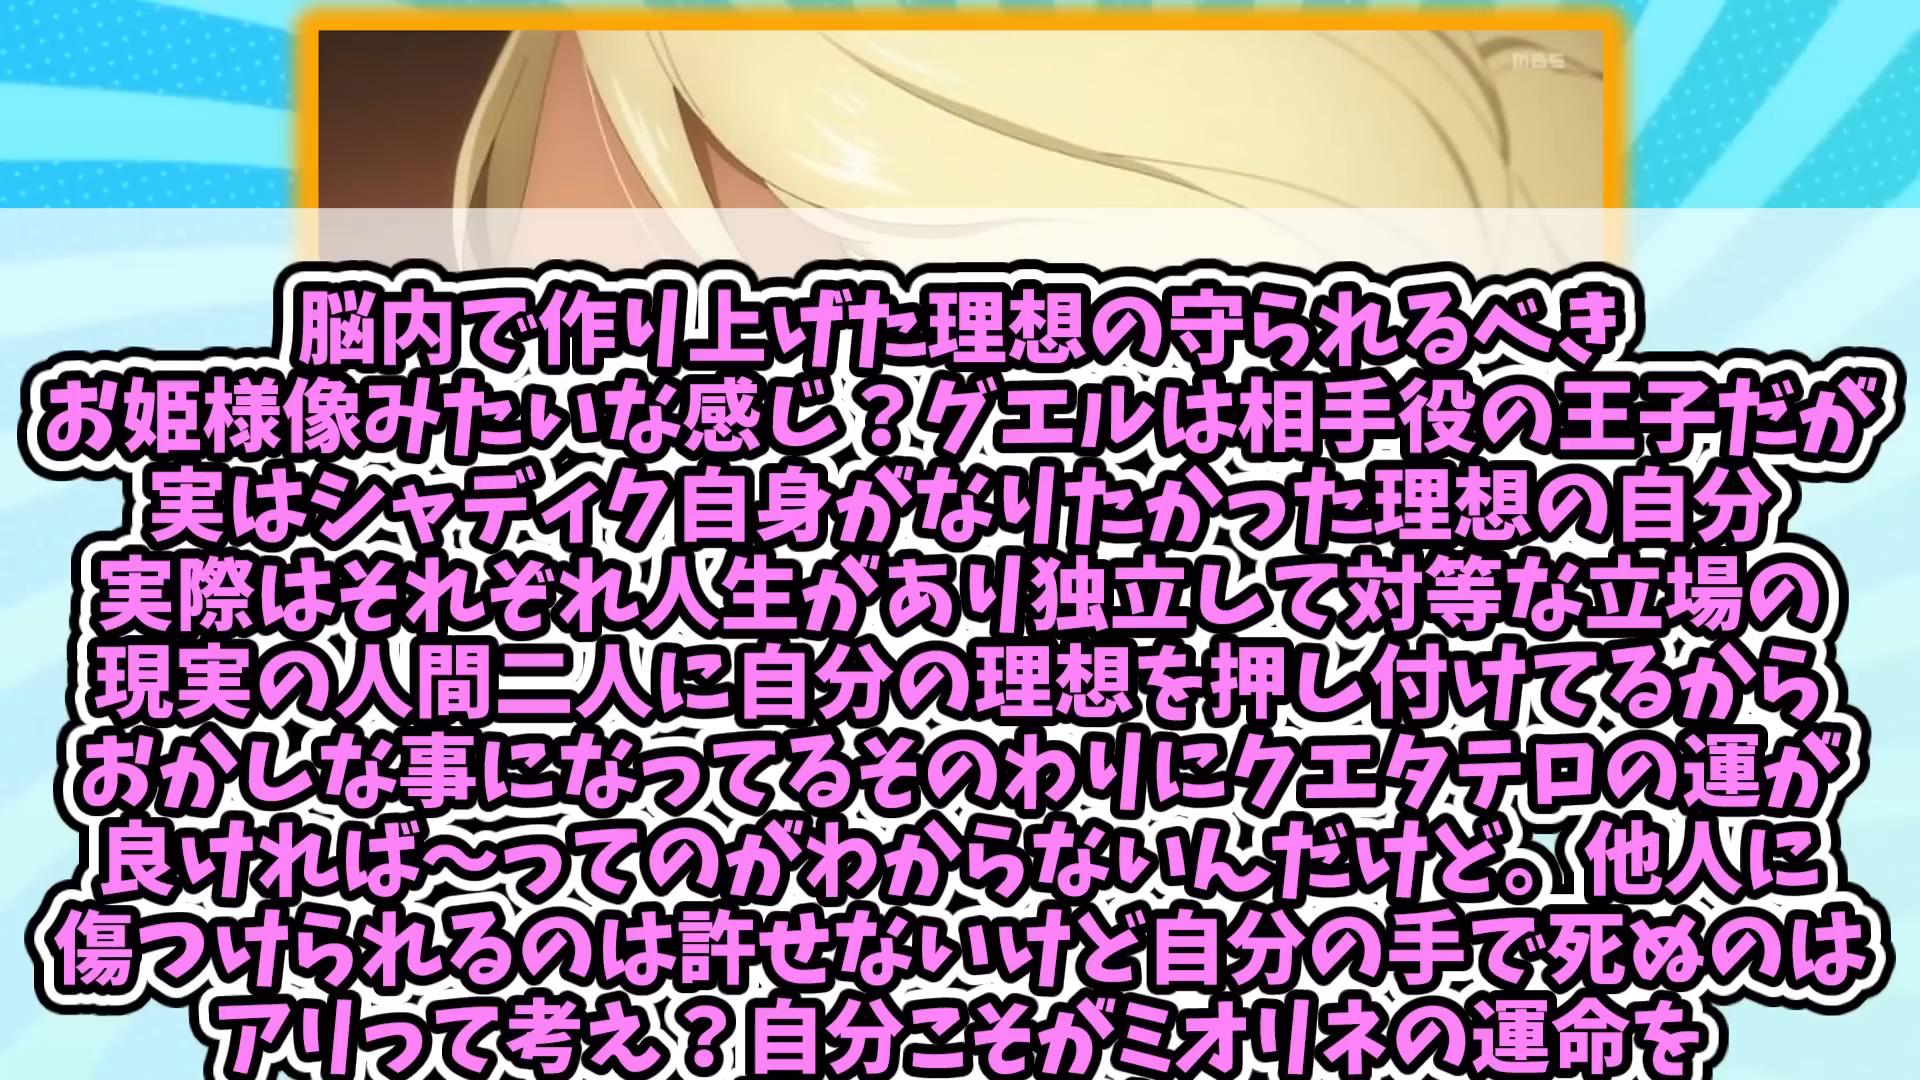 MBS
脳内で作り上げた理想の守られるべき
お姫様像みたいな感じ？グエルは相手役の王子だが
実はシャディク自身がなりたかった理想の自分
実際はそれぞれ人生があり独立して対等な立場の
現実の人間二人に自分の理想を押し付けてるから
おかしな事になってるそのわりにクエタテロの運が
良ければ～ってのがわからないんだけど。他人に
傷つけられるのは許せないけど自分の手で死ぬのは
アリって考え？自分こそがミオリネの運命を